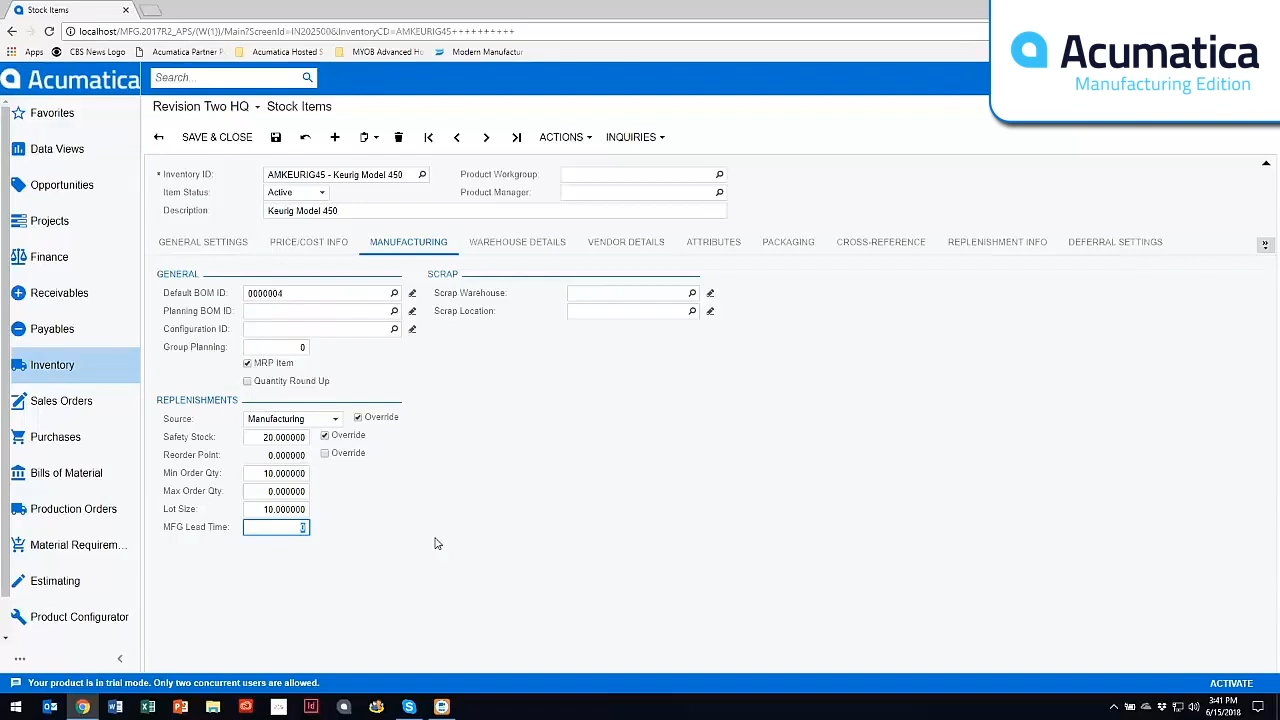 Stock Items
localhost/MFG.2017R2_APS/(W(1))/Main?ScreenId=IN202500&InventoryCD=AMKEURIG45++++++++++
Apps CBS News Logo Acumatica Partner P Acumatica Hosted S MYOB Advanced Ho Modern Manufactur
Acumatica
Manufacturing Edition
Acumatica Search...
Revision Two HQ Stock Items
SAVE & CLOSE ACTIONS INQUIRIES
Favorites
Data Views
Opportunities
Projects
Finance
Receivables
Payables
Inventory
Sales Orders
Purchases
Bills of Material
Production Orders
Material Requirem...
Estimating
Product Configurator
* Inventory ID: AMKEURIG45 - Keurig Model 450 Product Workgroup:
Item Status: Active Product Manager:
Description: Keurig Model 450
GENERAL SETTINGS PRICE/COST INFO MANUFACTURING WAREHOUSE DETAILS VENDOR DETAILS ATTRIBUTES PACKAGING CROSS-REFERENCE REPLENISHMENT INFO DEFERRAL SETTINGS
GENERAL SCRAP
Default BOM ID: 0000004 Scrap Warehouse:
Planning BOM ID: Scrap Location:
Configuration ID:
Group Planning: 0
MRP Item
Quantity Round Up
REPLENISHMENTS
Source: Manufacturing Override
Safety Stock: 20.000000 Override
Reorder Point: 0.000000 Override
Min Order Qty: 10.000000
Max Order Qty: 0.000000
Lot Size: 10.000000
MFG Lead Time: 0
Your product is in trial mode. Only two concurrent users are allowed. ACTIVATE
3:41 PM
6/15/2018